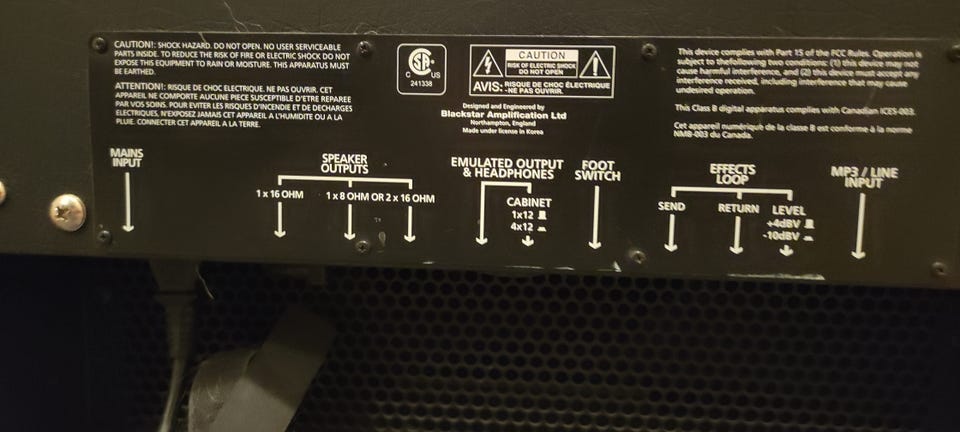 CAUTION!: SHOCK HAZARD. DO NOT OPEN. NO USER SERVICEABLE
PARTS INSIDE. TO REDUCE THE RISK OF FIRE OR ELECTRIC SHOCK DO NOT
EXPOSE THIS EQUIPMENT TO RAIN OR MOISTURE. THIS APPARATUS MUST
BE EARTHED.
ATTENTION!: RISQUE DE CHOC ELECTRIQUE. NE PAS OUVRIR. CET
APPAREIL NE COMPORTE AUCUNE PIECE SUSCEPTIBLE D'ETRE REPAREE
PAR VOS SOINS. POUR EVITER LES RISQUES D'INCENDIE ET DE DECHARGES
ELECTRIQUES, N'EXPOSEZ JAMAIS CET APPAREIL A L'HUMIDITE OU A LA
PLUIE. CONNECTER CET APPAREIL A LA TERRE.
SA
C US
241338
CAUTION
RISK OF ELECTRIC SHOCK
DO NOT OPEN
AVIS: RISQUE DE CHOC ÉLECTRIQUE
-NE PAS OUVRIR.
Designed and Engineered by
Blackstar Amplification Ltd
Northampton, England
Made under license in Korea
This device complies with Part 15 of the FCC Rules. Operation is
subject to thefollowing two conditions: (1) this device may not
cause harmful interference, and (2) this device must accept any
interference received, including interference that may cause
undesired operation.
This Class B digital apparatus complies with Canadian ICES-003.
Cet appareil numérique de la classe B est conforme à la norme
NMB-003 du Canada.
MAINS
INPUT
SPEAKER
OUTPUTS
1 x 16 OHM
1 x 8 OHM OR 2 x 16 OHM
EMULATED OUTPUT
& HEADPHONES
CABINET
1x12
4x12
FOOT
SWITCH
EFFECTS
LOOP
SEND
RETURN
LEVEL
+4dBV
-10dBV
MP3 / LINE
INPUT